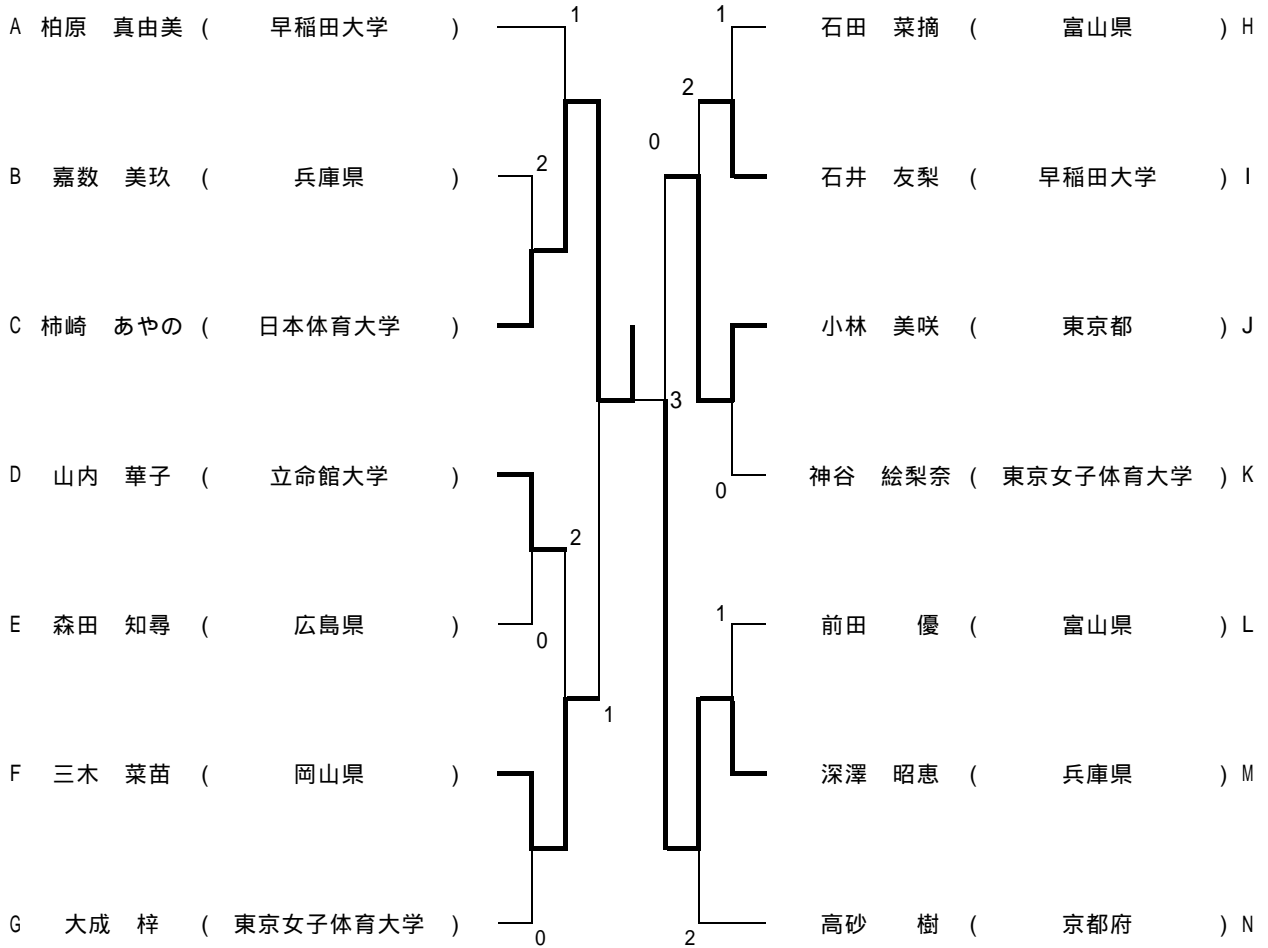 1 1
A 柏原 真由美 ( 早稲田大学 ) 石田 菜摘 ( 富山県 ) H
2
0
2
B 嘉数 美玖 ( 兵庫県 ) 石井 友梨 ( 早稲田大学 ) I
C 柿崎 あやの ( 日本体育大学 ) 小林 美咲 ( 東京都 ) J
3
D 山内 華子 ( 立命館大学 ) 神谷 絵梨奈 ( 東京女子体育大学 ) K
0
2
1
E 森田 知尋 ( 広島県 ) 前田 優 ( 富山県 ) L
0
1
F 三木 菜苗 ( 岡山県 ) 深澤 昭恵 ( 兵庫県 ) M
G 大成 梓 ( 東京女子体育大学 ) 高砂 樹 ( 京都府 ) N
0 2